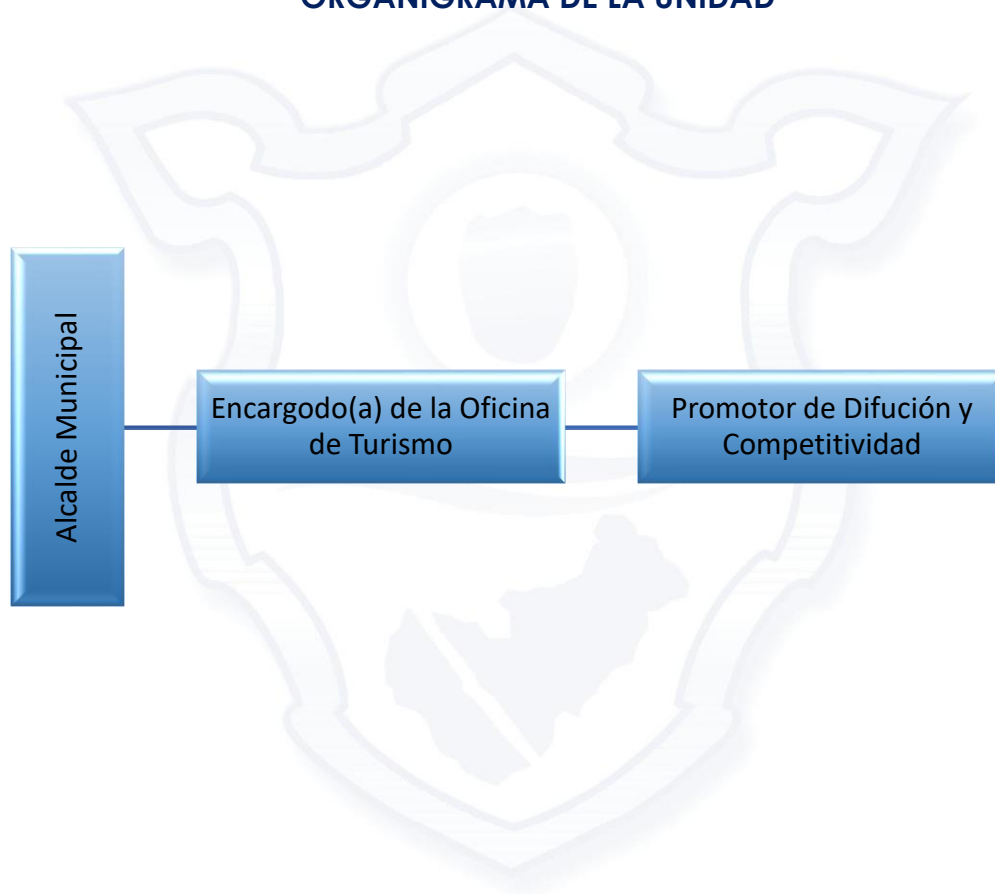 ORGANIGRAMA DE LA UNIDAD
Alcalde Municipal
Encargodo(a) de la Oficina
de Turismo
Promotor de Difución y
Competitividad